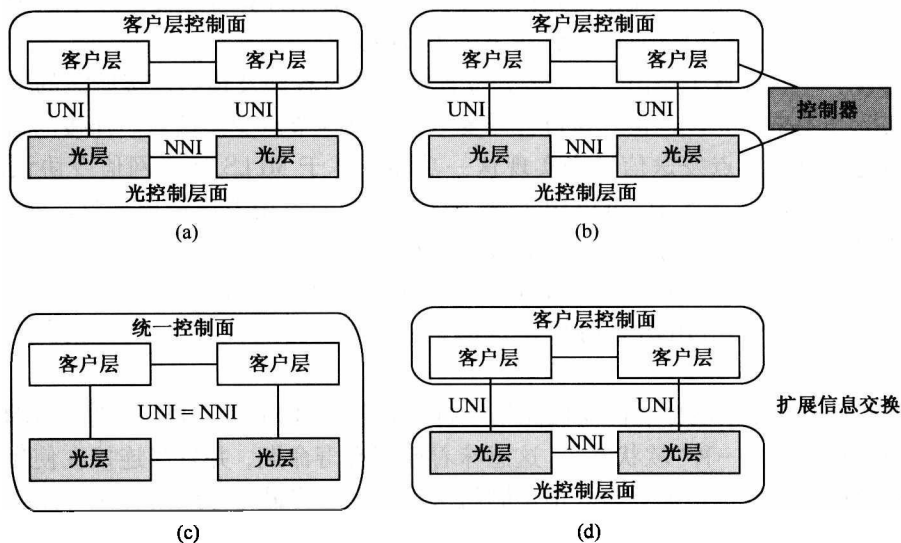 客户层控制面
客户层
客户层
UNI
UNI
光层
NNI
光层
光控制层面
(a)
客户层控制面
客户层
客户层
控制器
UNI
UNI
光层
NNI
光层
光控制层面
(b)
统一控制面
客户层
客户层
UNI = NNI
光层
光层
(c)
客户层控制面
客户层
客户层
UNI
UNI
扩展信息交换
光层
NNI
光层
光控制层面
(d)